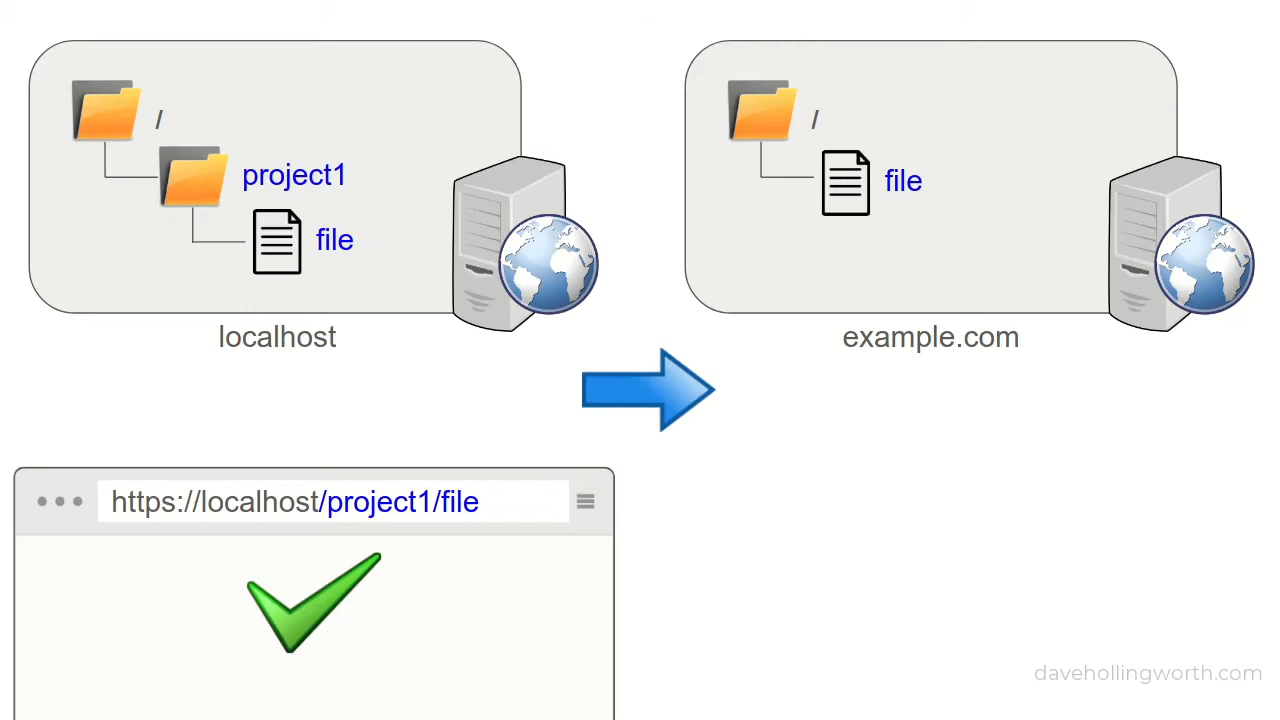 /
project1
file
localhost
/
file
example.com
https://localhost/project1/file
davehollingworth.com